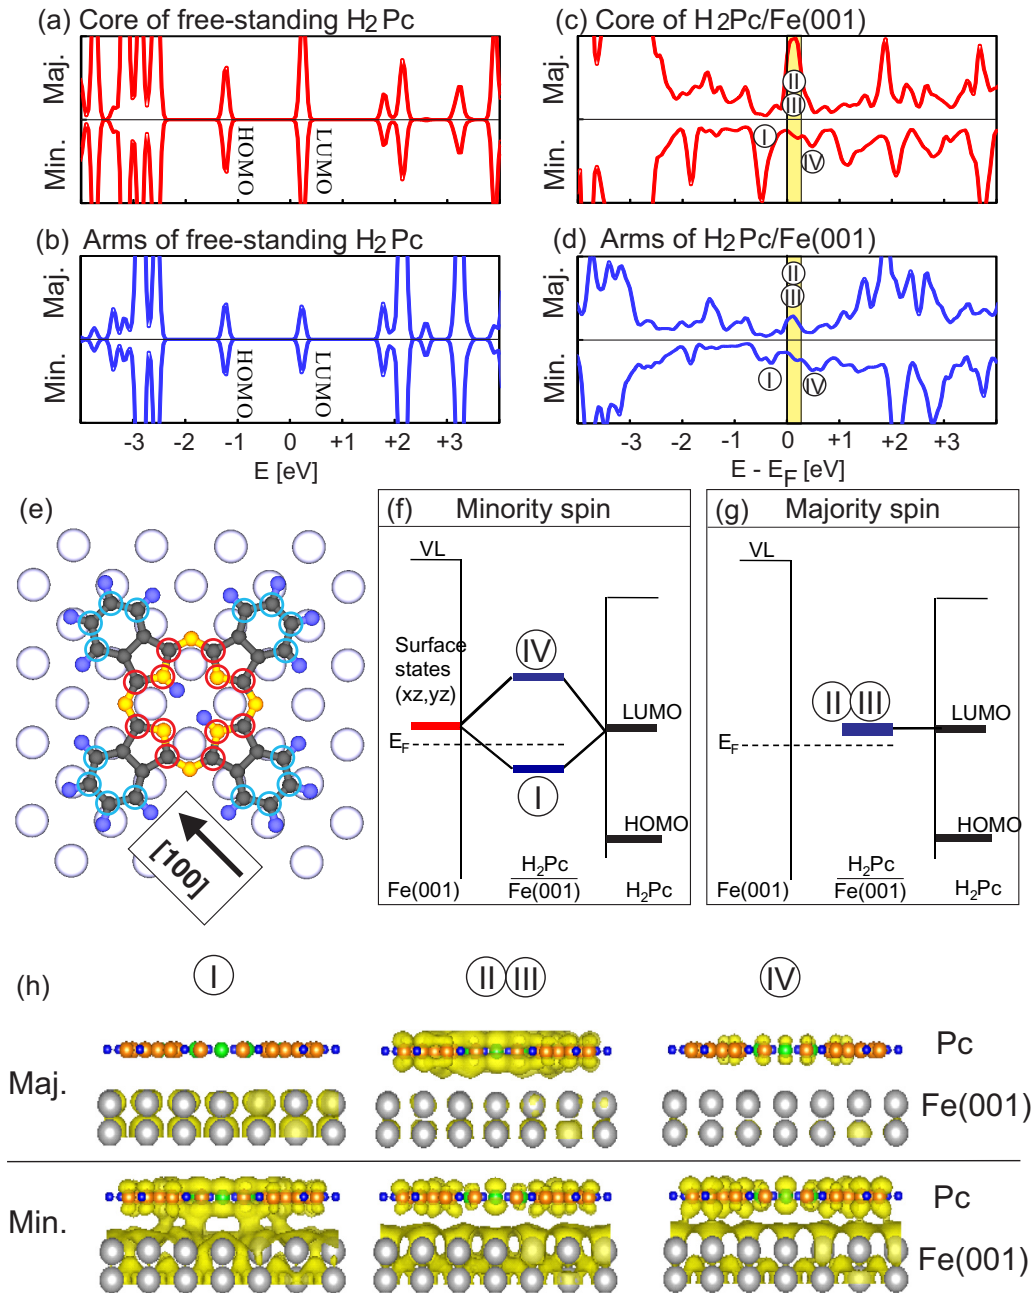 (a) Core of free-standing H2Pc
Maj.
Min.
HOMO
LUMO
(c) Core of H2Pc/Fe(001)
Maj.
Min.
II
III
I
IV
(b) Arms of free-standing H2Pc
Maj.
Min.
HOMO
LUMO
-3 -2 -1 0 +1 +2 +3
E [eV]
(d) Arms of H2Pc/Fe(001)
Maj.
Min.
II
III
I
IV
-3 -2 -1 0 +1 +2 +3
E - EF [eV]
(e)
[100]
(f) Minority spin
VL
Surface
states
(xz,yz)
IV
LUMO
EF
I
HOMO
Fe(001)
H2Pc
Fe(001)
H2Pc
(g) Majority spin
VL
II III
LUMO
EF
HOMO
Fe(001)
H2Pc
Fe(001)
H2Pc
(h)
I
II III
IV
Maj.
Pc
Fe(001)
Min.
Pc
Fe(001)